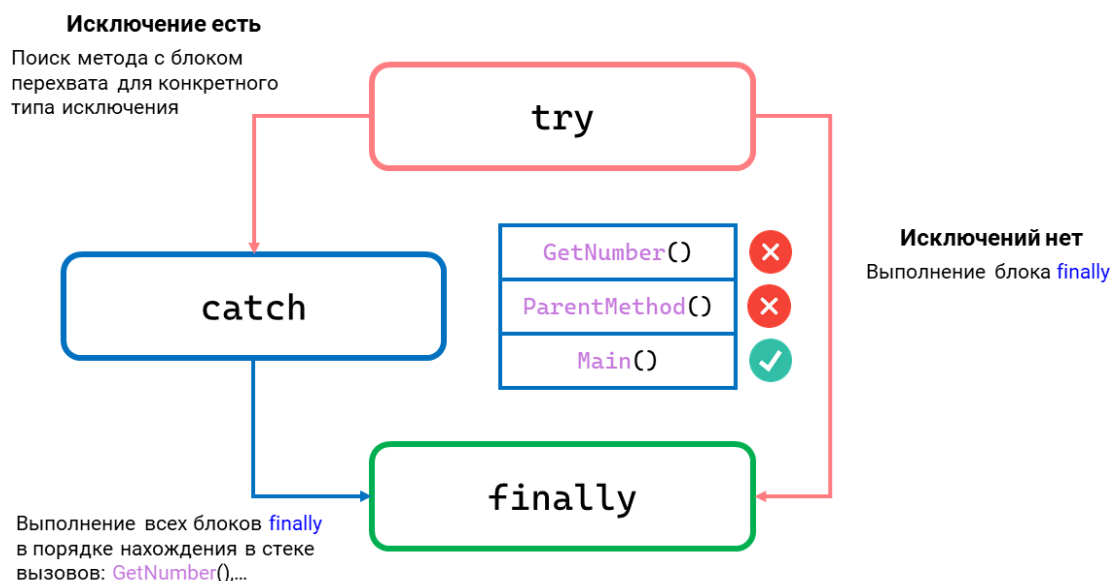 Исключение есть
Поиск метода с блоком
перехвата для конкретного
типа исключения
try
GetNumber()
ParentMethod()
Main()
Исключений нет
Выполнение блока finally
catch
finally
Выполнение всех блоков finally
в порядке нахождения в стеке
вызовов: GetNumber(),…